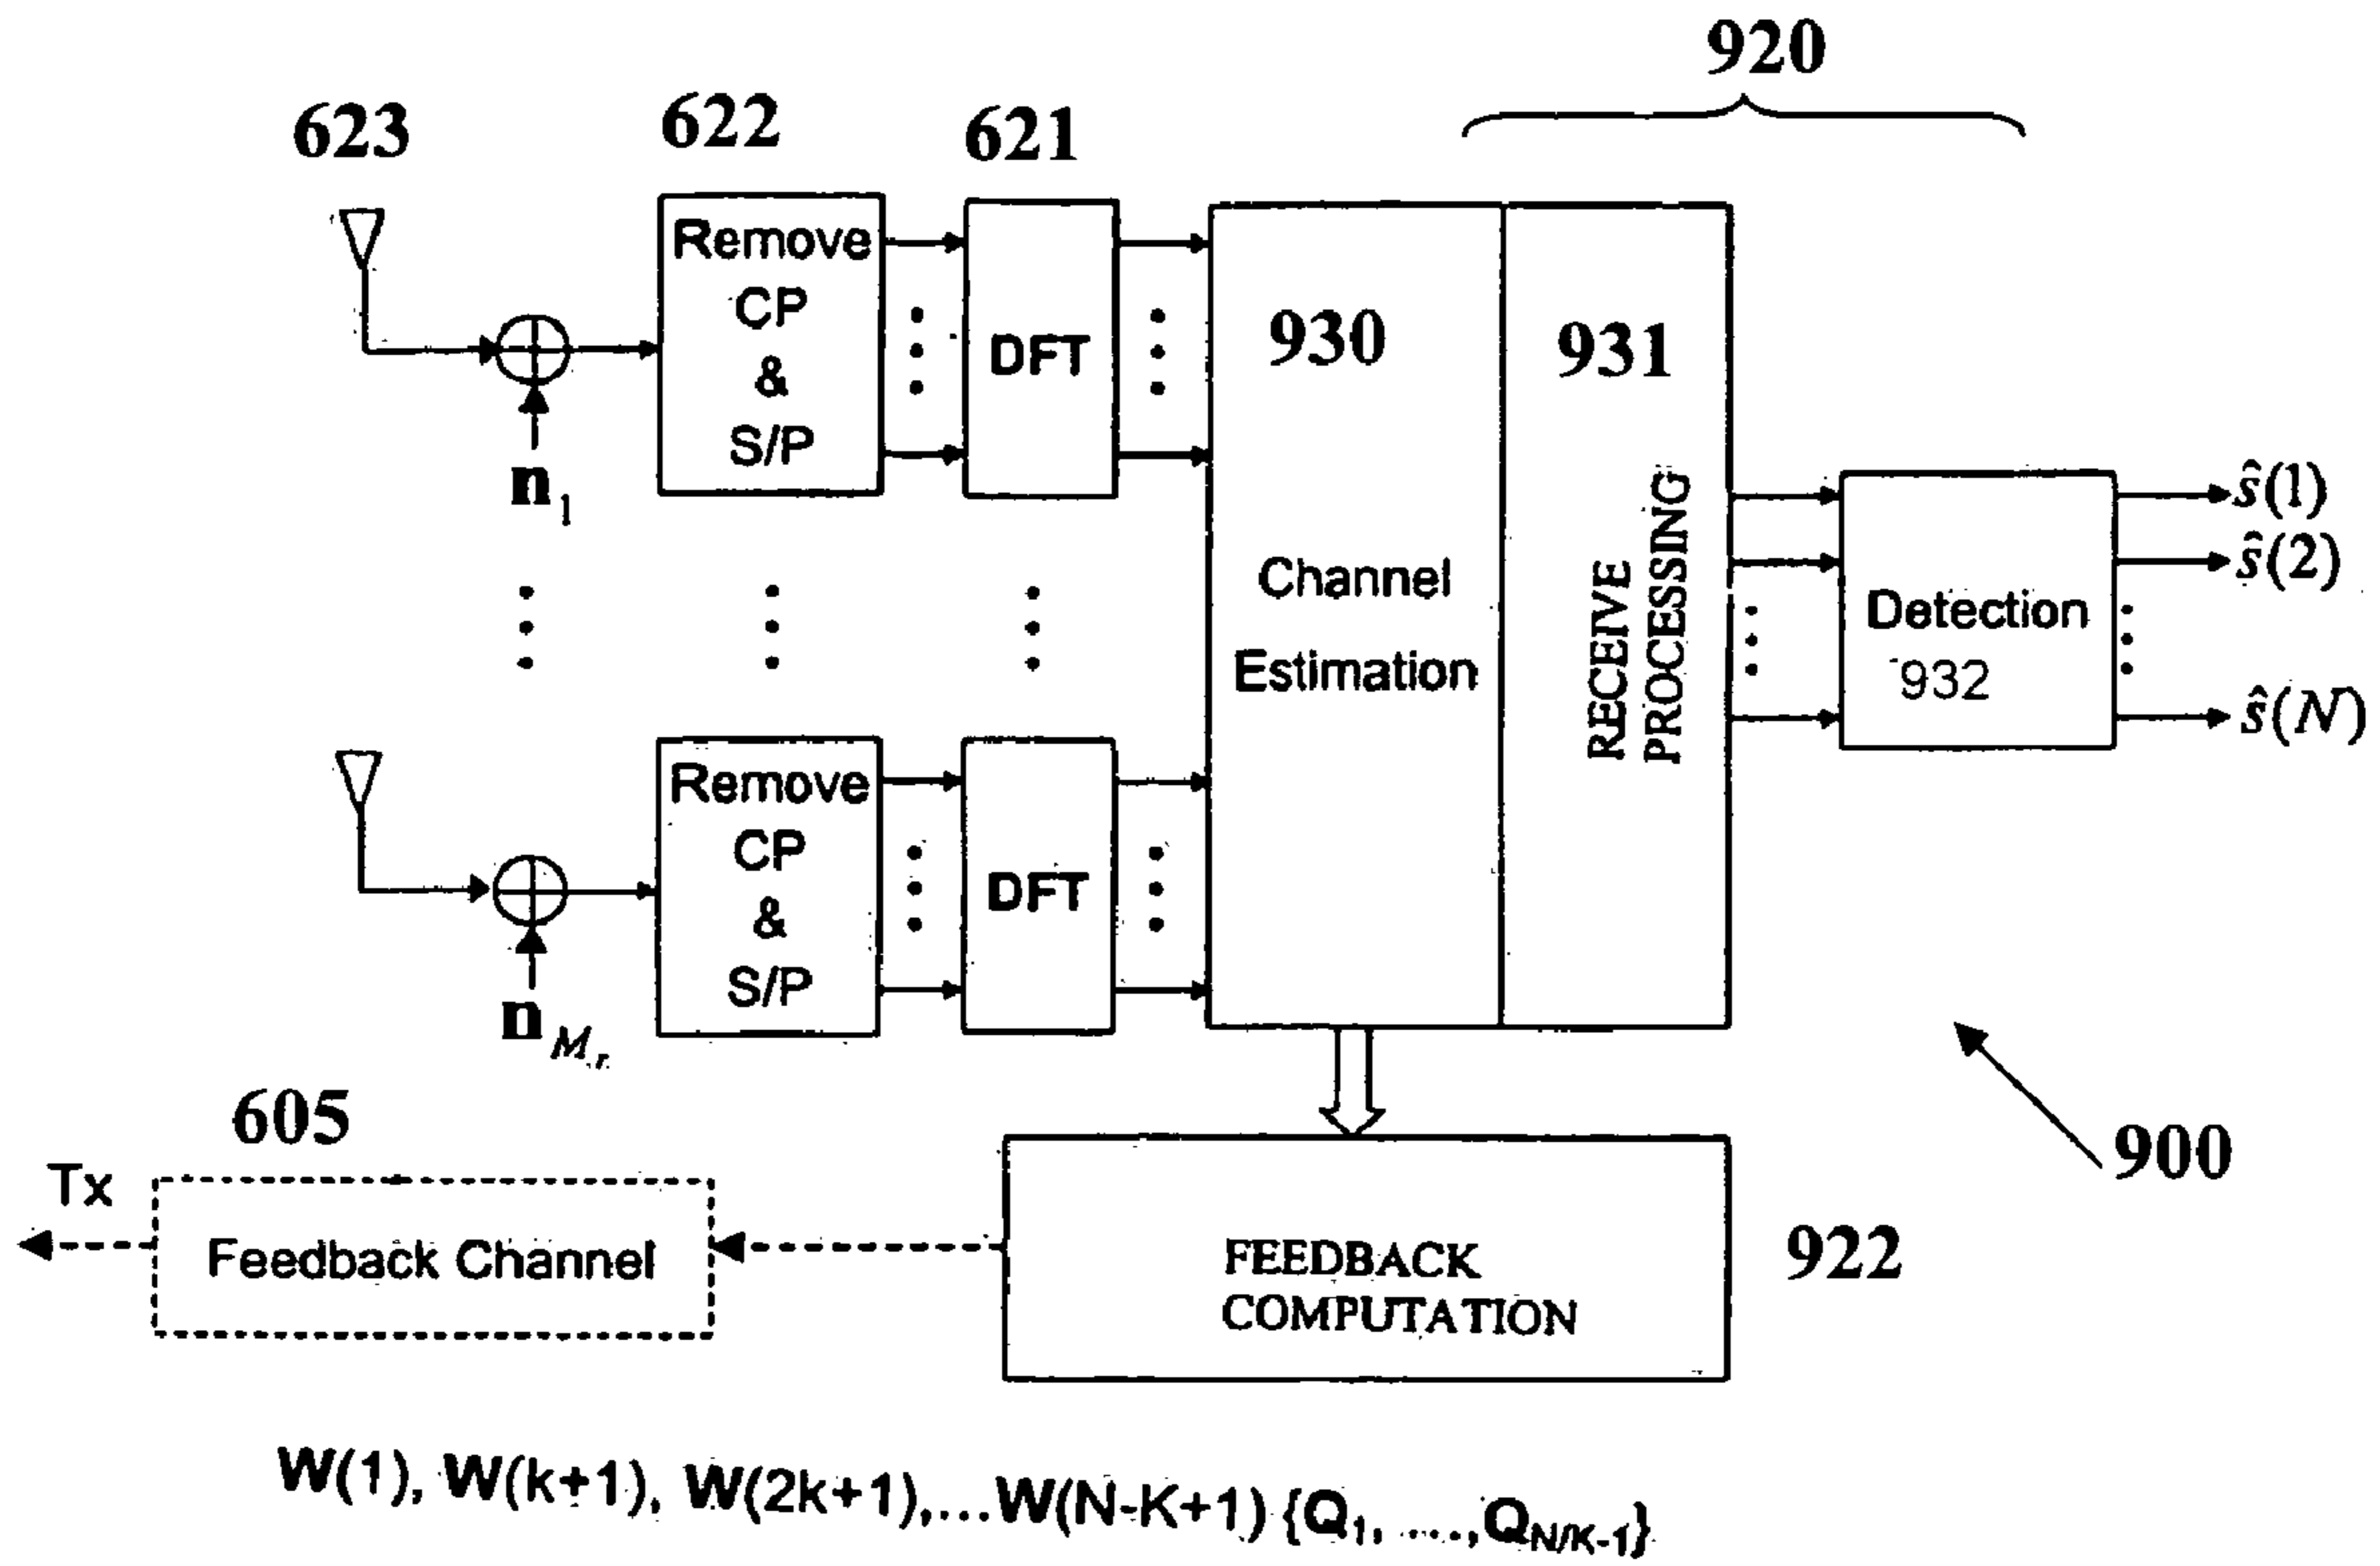 920
623
622
621
Remove
CP
&
S/P
DFT
930
931
n1
Channel
Estimation
RECEIVE
PROCESSING
Detection
932
ŝ(1)
ŝ(2)
ŝ(N)
Remove
CP
&
S/P
DFT
nMr
605
Tx
Feedback Channel
FEEDBACK
COMPUTATION
922
900
W(1), W(k+1), W(2k+1),...W(N-K+1) {Q1, ....,QN/K-1}